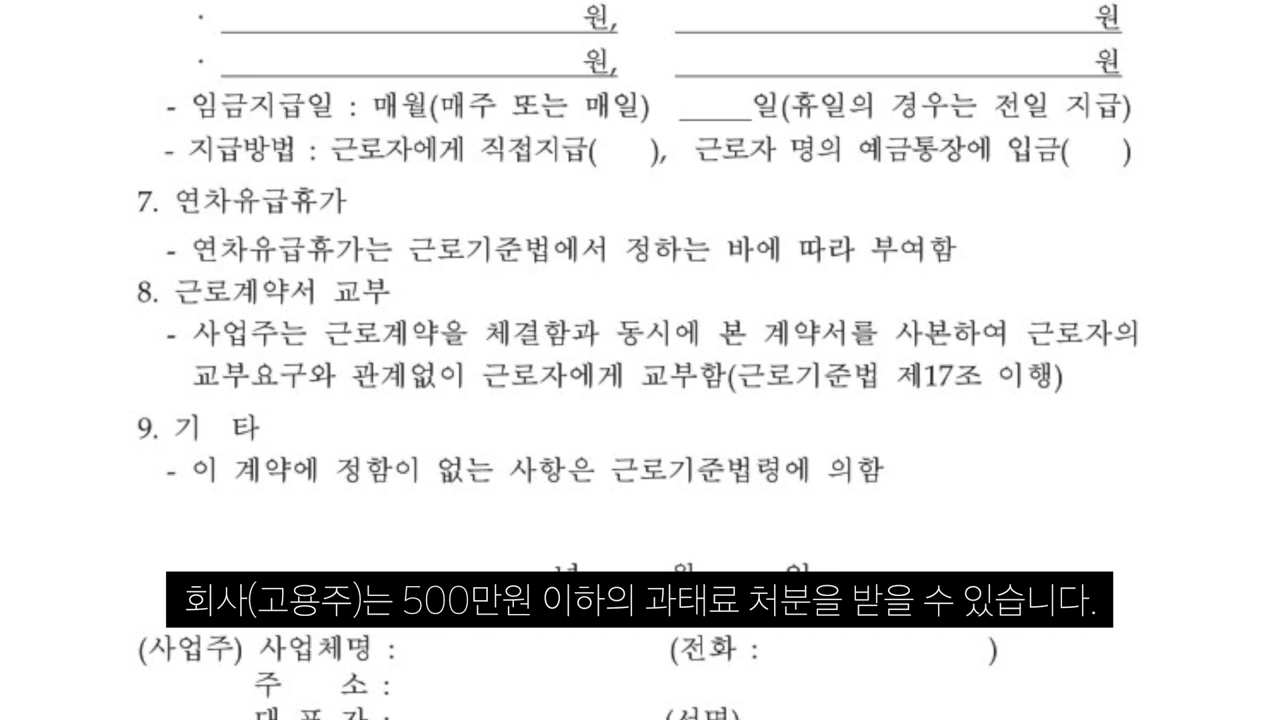 · 원, 원
· 원, 원
- 임금지급일 : 매월(매주 또는 매일) ____일(휴일의 경우는 전일 지급)
- 지급방법 : 근로자에게 직접지급( ), 근로자 명의 예금통장에 입금( )
7. 연차유급휴가
- 연차유급휴가는 근로기준법에서 정하는 바에 따라 부여함
8. 근로계약서 교부
- 사업주는 근로계약을 체결함과 동시에 본 계약서를 사본하여 근로자의
교부요구와 관계없이 근로자에게 교부함(근로기준법 제17조 이행)
9. 기 타
- 이 계약에 정함이 없는 사항은 근로기준법령에 의함
회사(고용주)는 500만원 이하의 과태료 처분을 받을 수 있습니다.
(사업주) 사업체명 : (전화 : )
주 소 :
대 표 자 : (서명)